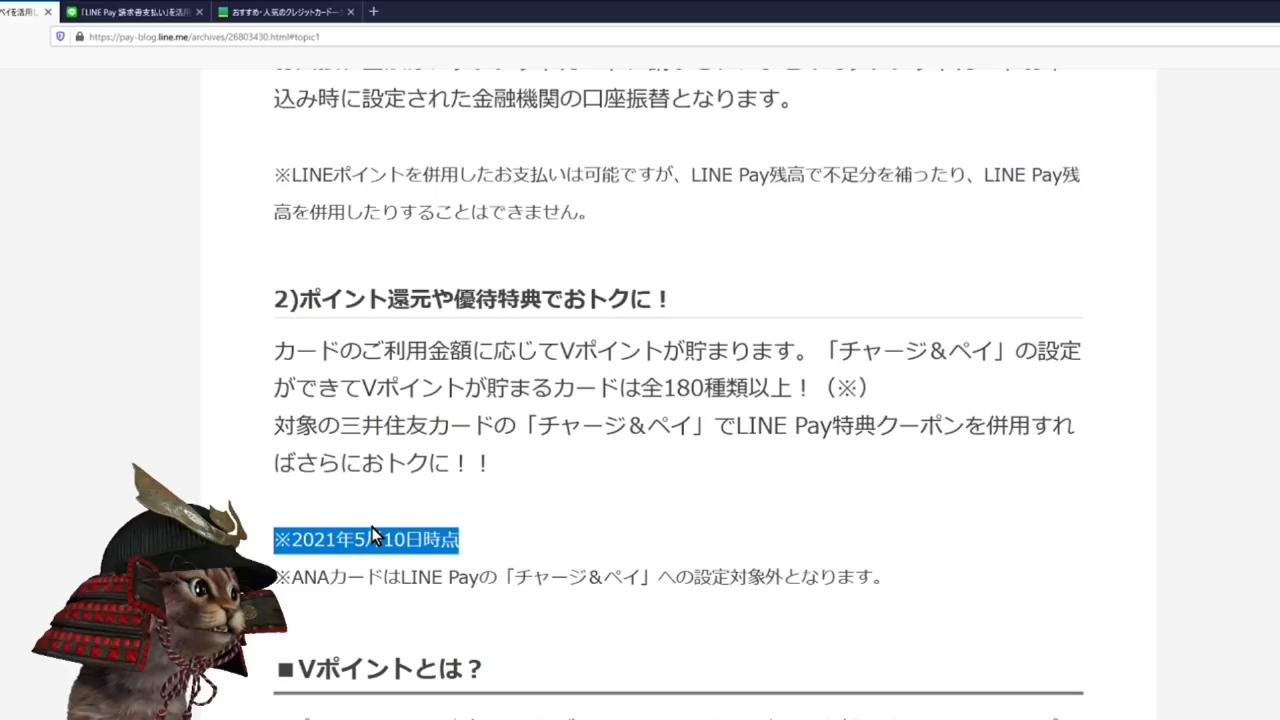 ペイを活用し
「LINE Pay 請求書支払い」を活用
おすすめ・人気のクレジットカード一
https://pay-blog.line.me/archives/26803430.html#topic1
込み時に設定された金融機関の口座振替となります。
※LINEポイントを併用したお支払いは可能ですが、LINE Pay残高で不足分を補ったり、LINE Pay残
高を併用したりすることはできません。
2)ポイント還元や優待特典でおトクに！
カードのご利用金額に応じてVポイントが貯まります。「チャージ＆ペイ」の設定
ができてVポイントが貯まるカードは全180種類以上！（※）
対象の三井住友カードの「チャージ＆ペイ」でLINE Pay特典クーポンを併用すれ
ばさらにおトクに！！
※2021年5月10日時点
※ANAカードはLINE Payの「チャージ＆ペイ」への設定対象外となります。
■Vポイントとは？